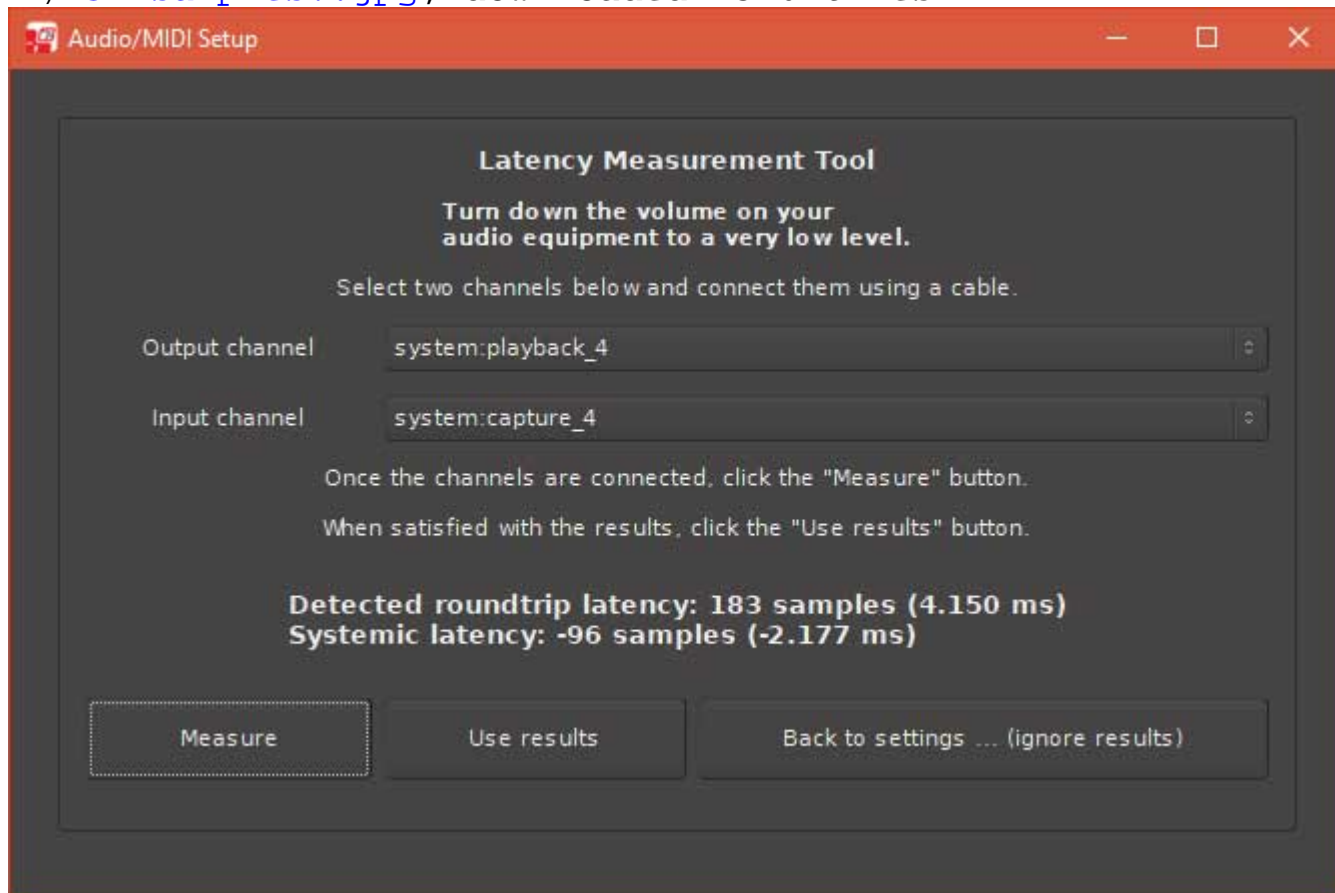 Audio/MIDI Setup
Latency Measurement Tool
Turn down the volume on your
audio equipment to a very low level.
Select two channels below and connect them using a cable.
Output channel system:playback_4
Input channel system:capture_4
Once the channels are connected, click the "Measure" button.
When satisfied with the results, click the "Use results" button.
Detected roundtrip latency: 183 samples (4.150 ms)
Systemic latency: -96 samples (-2.177 ms)
Measure Use results Back to settings ... (ignore results)